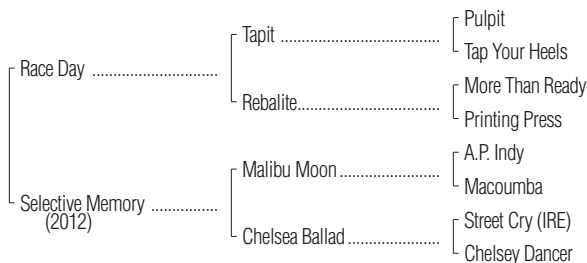 Pulpit
Tapit
Tap Your Heels
Race Day
More Than Ready
Rebalite
Printing Press
A.P. Indy
Malibu Moon
Macoumba
Selective Memory
(2012)
Street Cry (IRE)
Chelsea Ballad
Chelsey Dancer